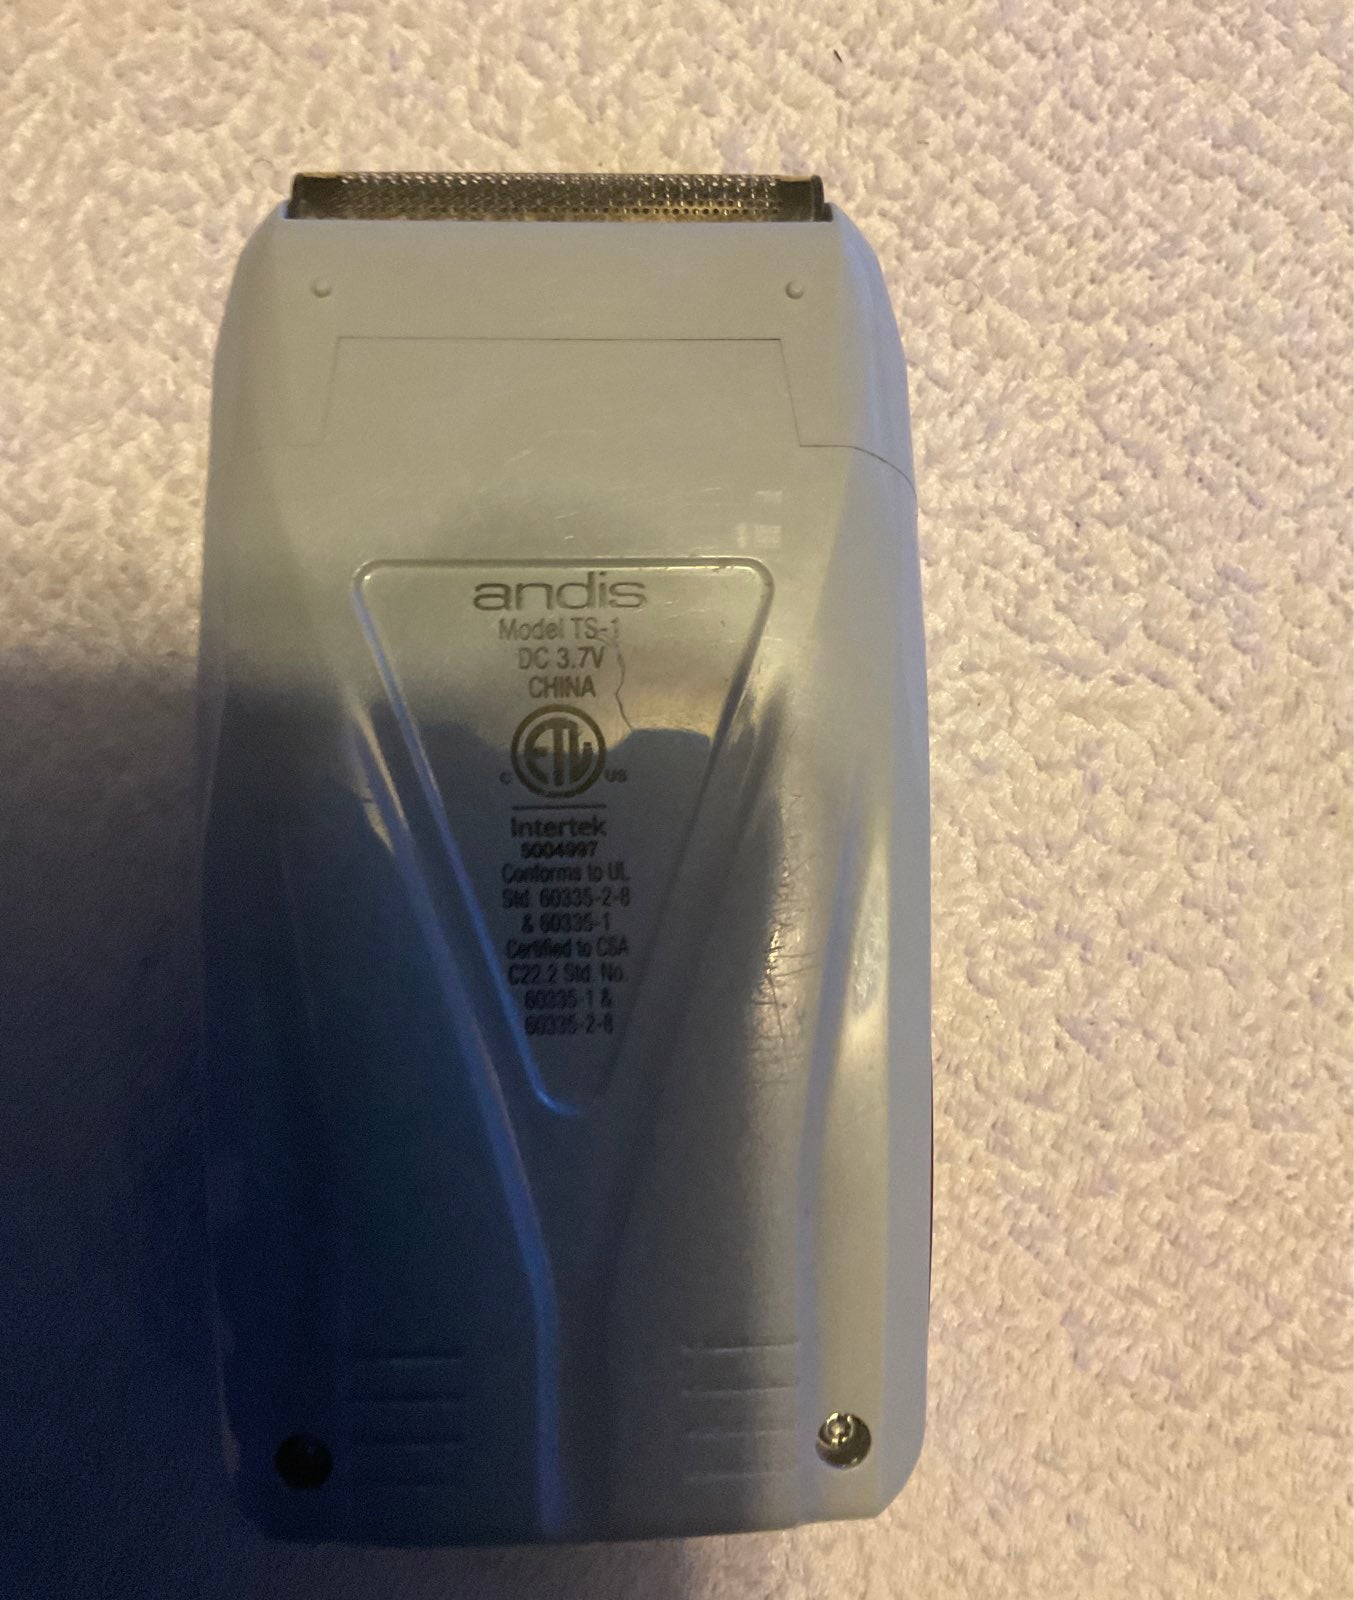 andis
Model TS-1
DC 3.7V
CHINA
ETL
C US
Intertek
5004997
Conforms to UL
Std. 60335-2-8
& 60335-1
Certified to CSA
C22.2 Std. No.
60335-1 &
60335-2-8